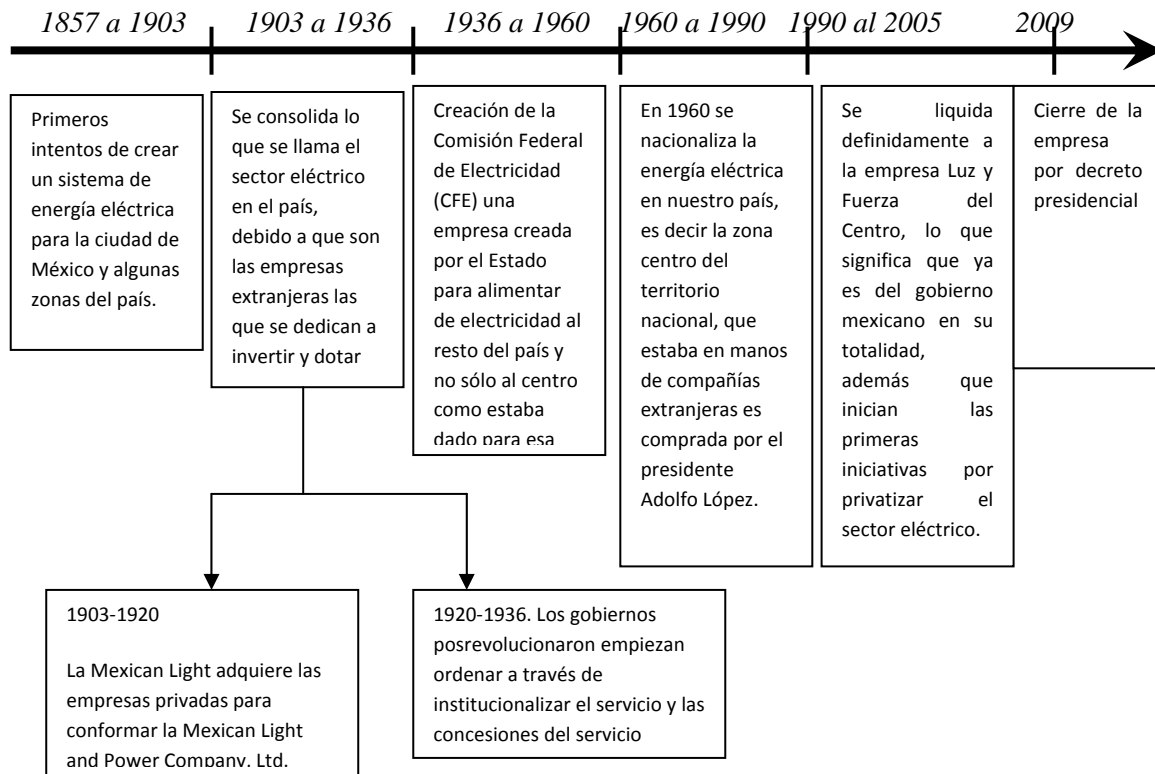 1857 a 1903
1903 a 1936
1936 a 1960
1960 a 1990
1990 al 2005
2009
Primeros
intentos de crear
un sistema de
energía eléctrica
para la ciudad de
México y algunas
zonas del país.
Se consolida lo
que se llama el
sector eléctrico
en el país,
debido a que son
las empresas
extranjeras las
que se dedican a
invertir y dotar
Creación de la
Comisión Federal
de Electricidad
(CFE) una
empresa creada
por el Estado
para alimentar
de electricidad al
resto del país y
no sólo al centro
como estaba
dado para esa
En 1960 se
nacionaliza la
energía eléctrica
en nuestro país,
es decir la zona
centro del
territorio
nacional, que
estaba en manos
de compañías
extranjeras es
comprada por el
presidente
Adolfo López.
Se liquida
definidamente a
la empresa Luz y
Fuerza del
Centro, lo que
significa que ya
es del gobierno
mexicano en su
totalidad,
además que
inician las
primeras
iniciativas por
privatizar el
sector eléctrico.
Cierre de la
empresa
por decreto
presidencial
1903-1920
La Mexican Light adquiere las
empresas privadas para
conformar la Mexican Light
and Power Company, Ltd.
1920-1936. Los gobiernos
posrevolucionaron empiezan
ordenar a través de
institucionalizar el servicio y las
concesiones del servicio